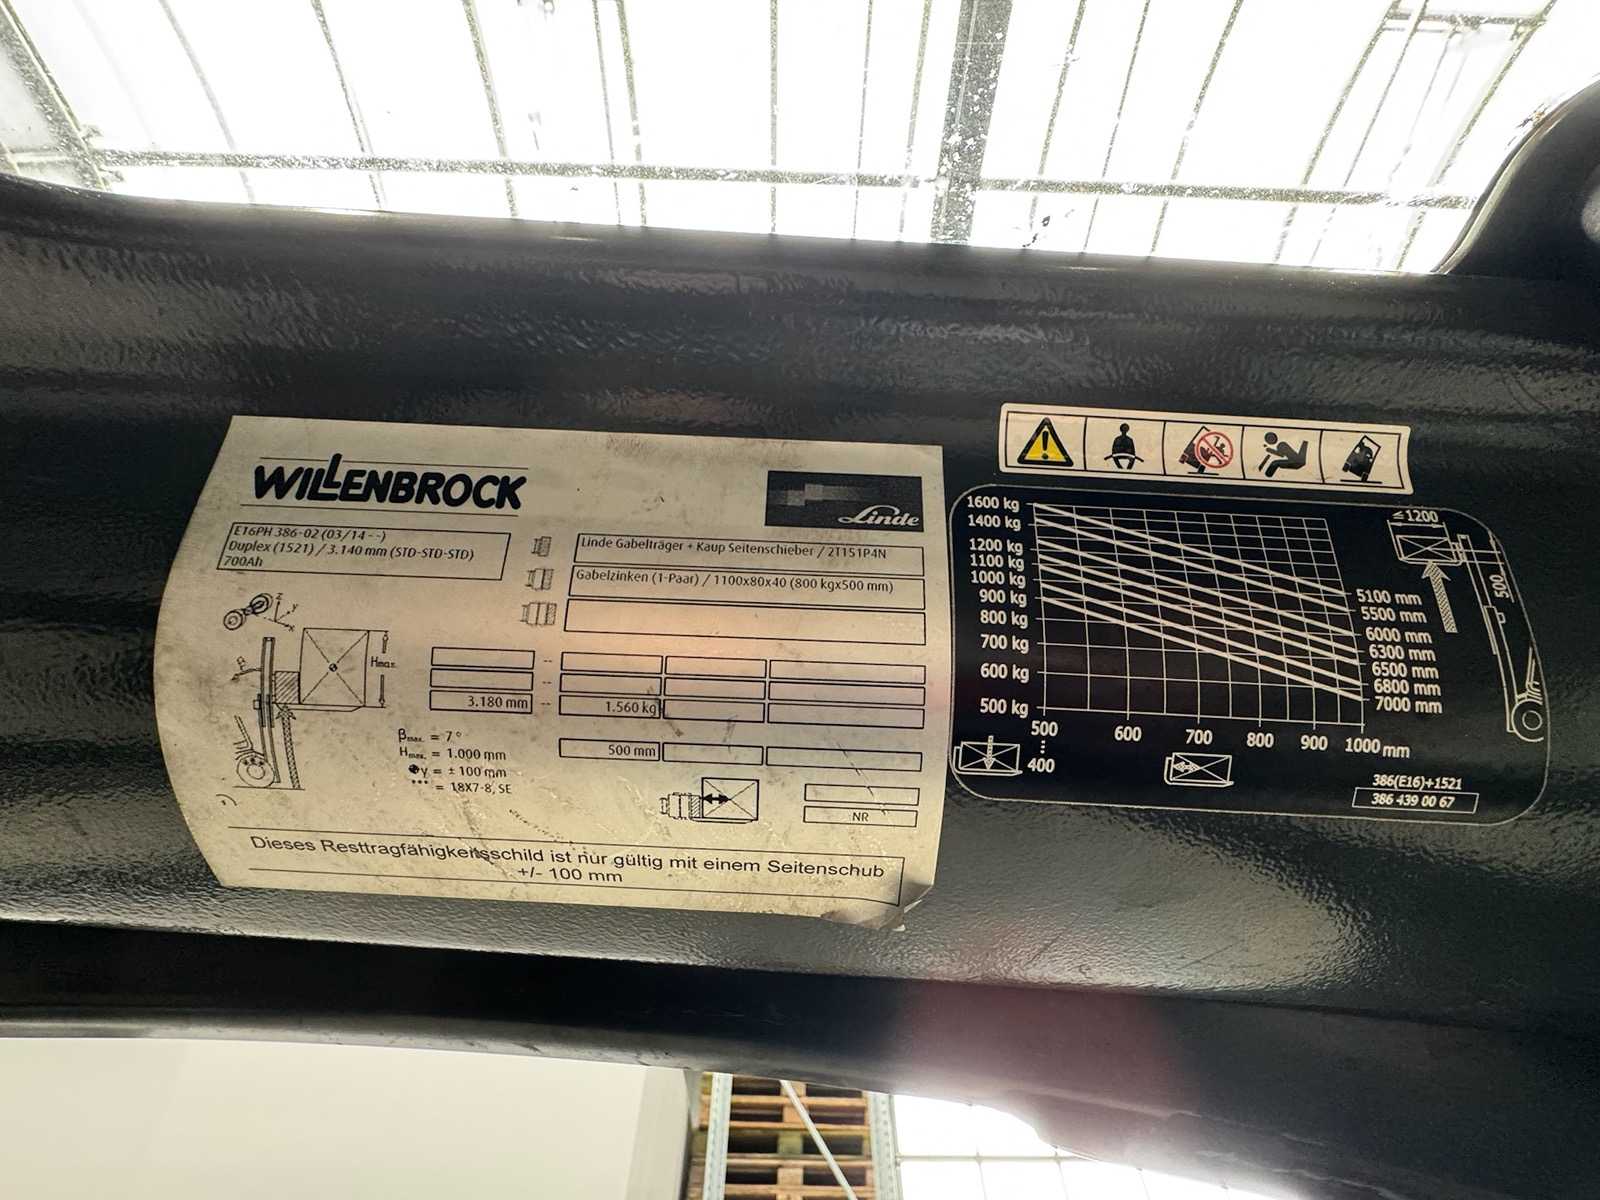 WILLENBROCK
Linde
E16PH 386-02 (03/14 - -)
Duplex (1521) / 3.140 mm (STD-STD-STD)
700Ah
Linde Gabelträger + Kaup Seitenschieber / 2T151P4N
Gabelzinken (1-Paar) / 1100x80x40 (800 kgx500 mm)
z
y
x
Hmax.
β
--
--
3.180 mm -- 1.560 kg
500 mm
βmax. = 7°
Hmax. = 1.000 mm
y = ± 100 mm
= 18X7-8, SE
NR
Dieses Resttragfähigkeitsschild ist nur gültig mit einem Seitenschub
+/- 100 mm
1600 kg
1400 kg
1200 kg
1100 kg
1000 kg
900 kg
800 kg
700 kg
600 kg
500 kg
5100 mm
5500 mm
6000 mm
6300 mm
6500 mm
6800 mm
7000 mm
500 600 700 800 900 1000 mm
400
≤1200
500
386(E16)+1521
386 439 00 67